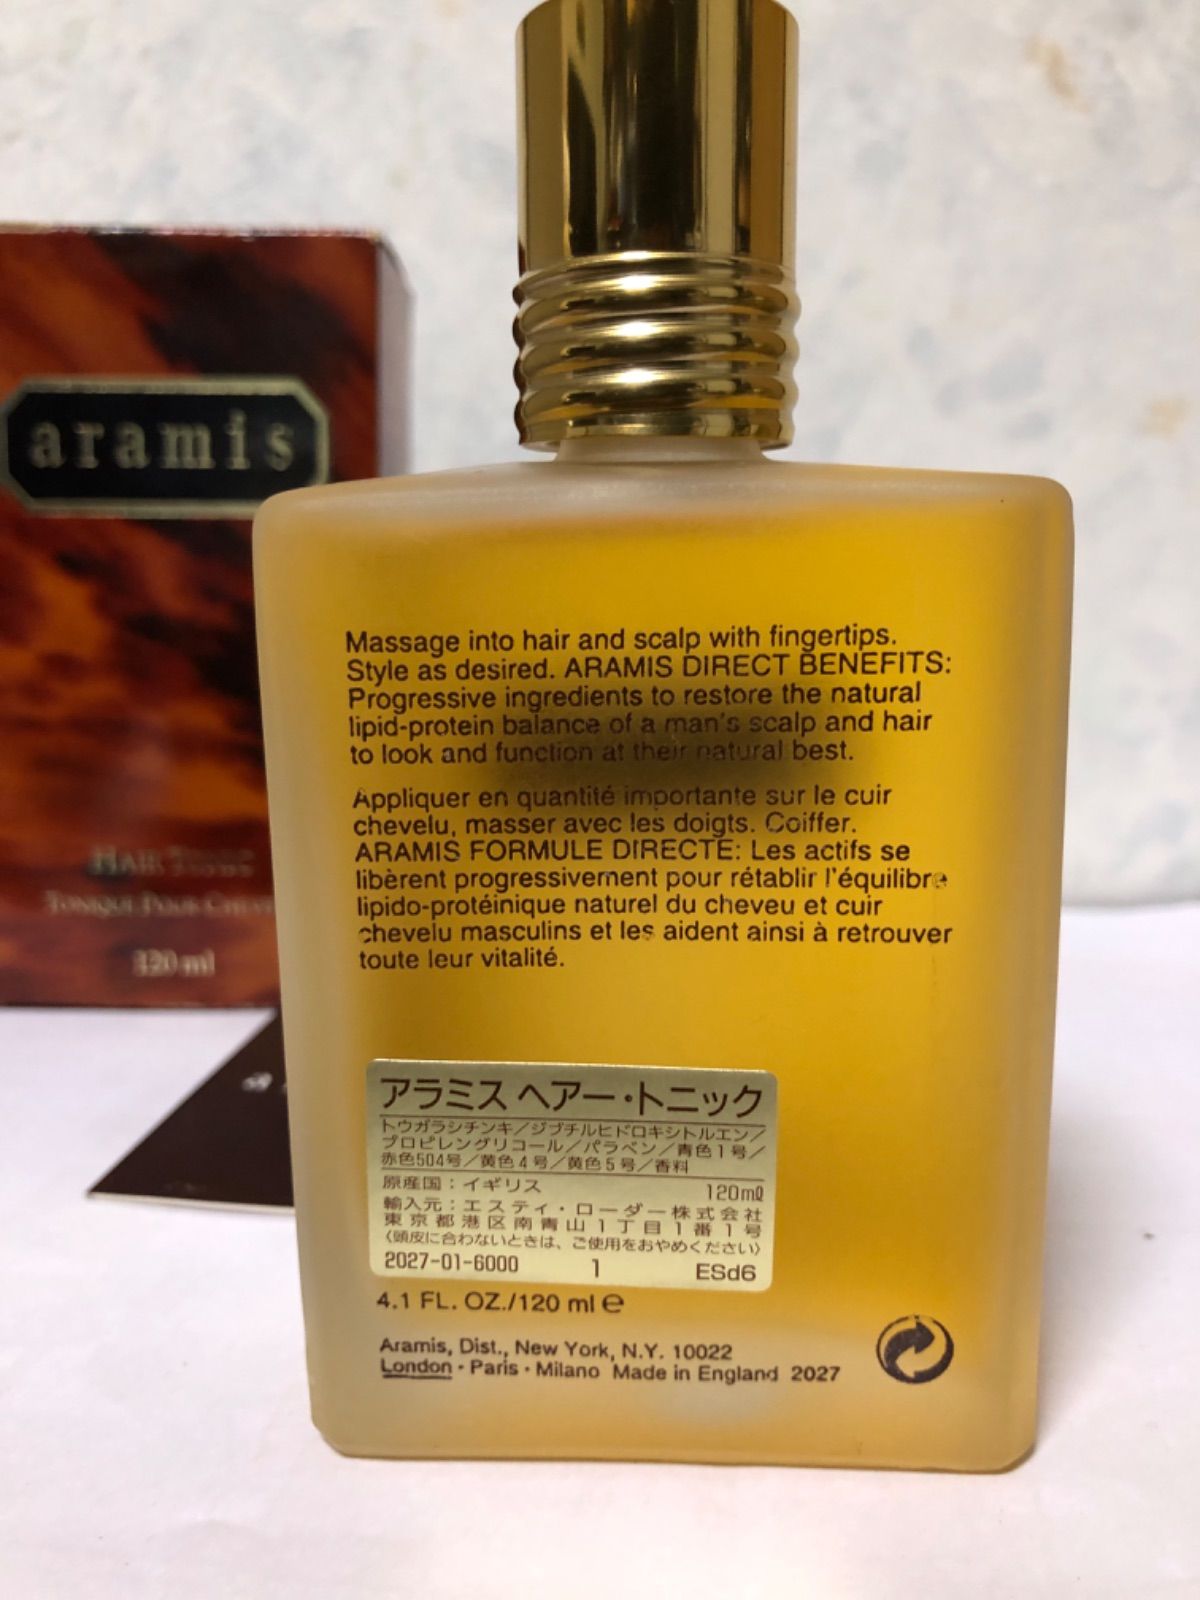 aramis
HAIR TONIC
TONIQUE POUR
120 ml
Massage into hair and scalp with fingertips.
Style as desired. ARAMIS DIRECT BENEFITS:
Progressive ingredients to restore the natural
lipid-protein balance of a man's scalp and hair
to look and function at their natural best.
Appliquer en quantité importante sur le cuir
chevelu, masser avec les doigts. Coiffer.
ARAMIS FORMULE DIRECTE: Les actifs se
libèrent progressivement pour rétablir l'équilibre
lipido-protéinique naturel du cheveu et cuir
chevelu masculins et les aident ainsi à retrouver
toute leur vitalité.
アラミス ヘアー・トニック
トウガラシチンキ／ジブチルヒドロキシトルエン／
プロピレングリコール／パラベン／青色1号／
赤色504号／黄色4号／黄色5号／香料
原産国：イギリス 120ml
輸入元：エスティ・ローダー株式会社
東京都港区南青山1丁目1番1号
〈頭皮に合わないときは、ご使用をおやめください〉
2027-01-6000 1 ESd6
4.1 FL. OZ./120 ml e
Aramis, Dist., New York, N.Y. 10022
London · Paris · Milano Made in England 2027